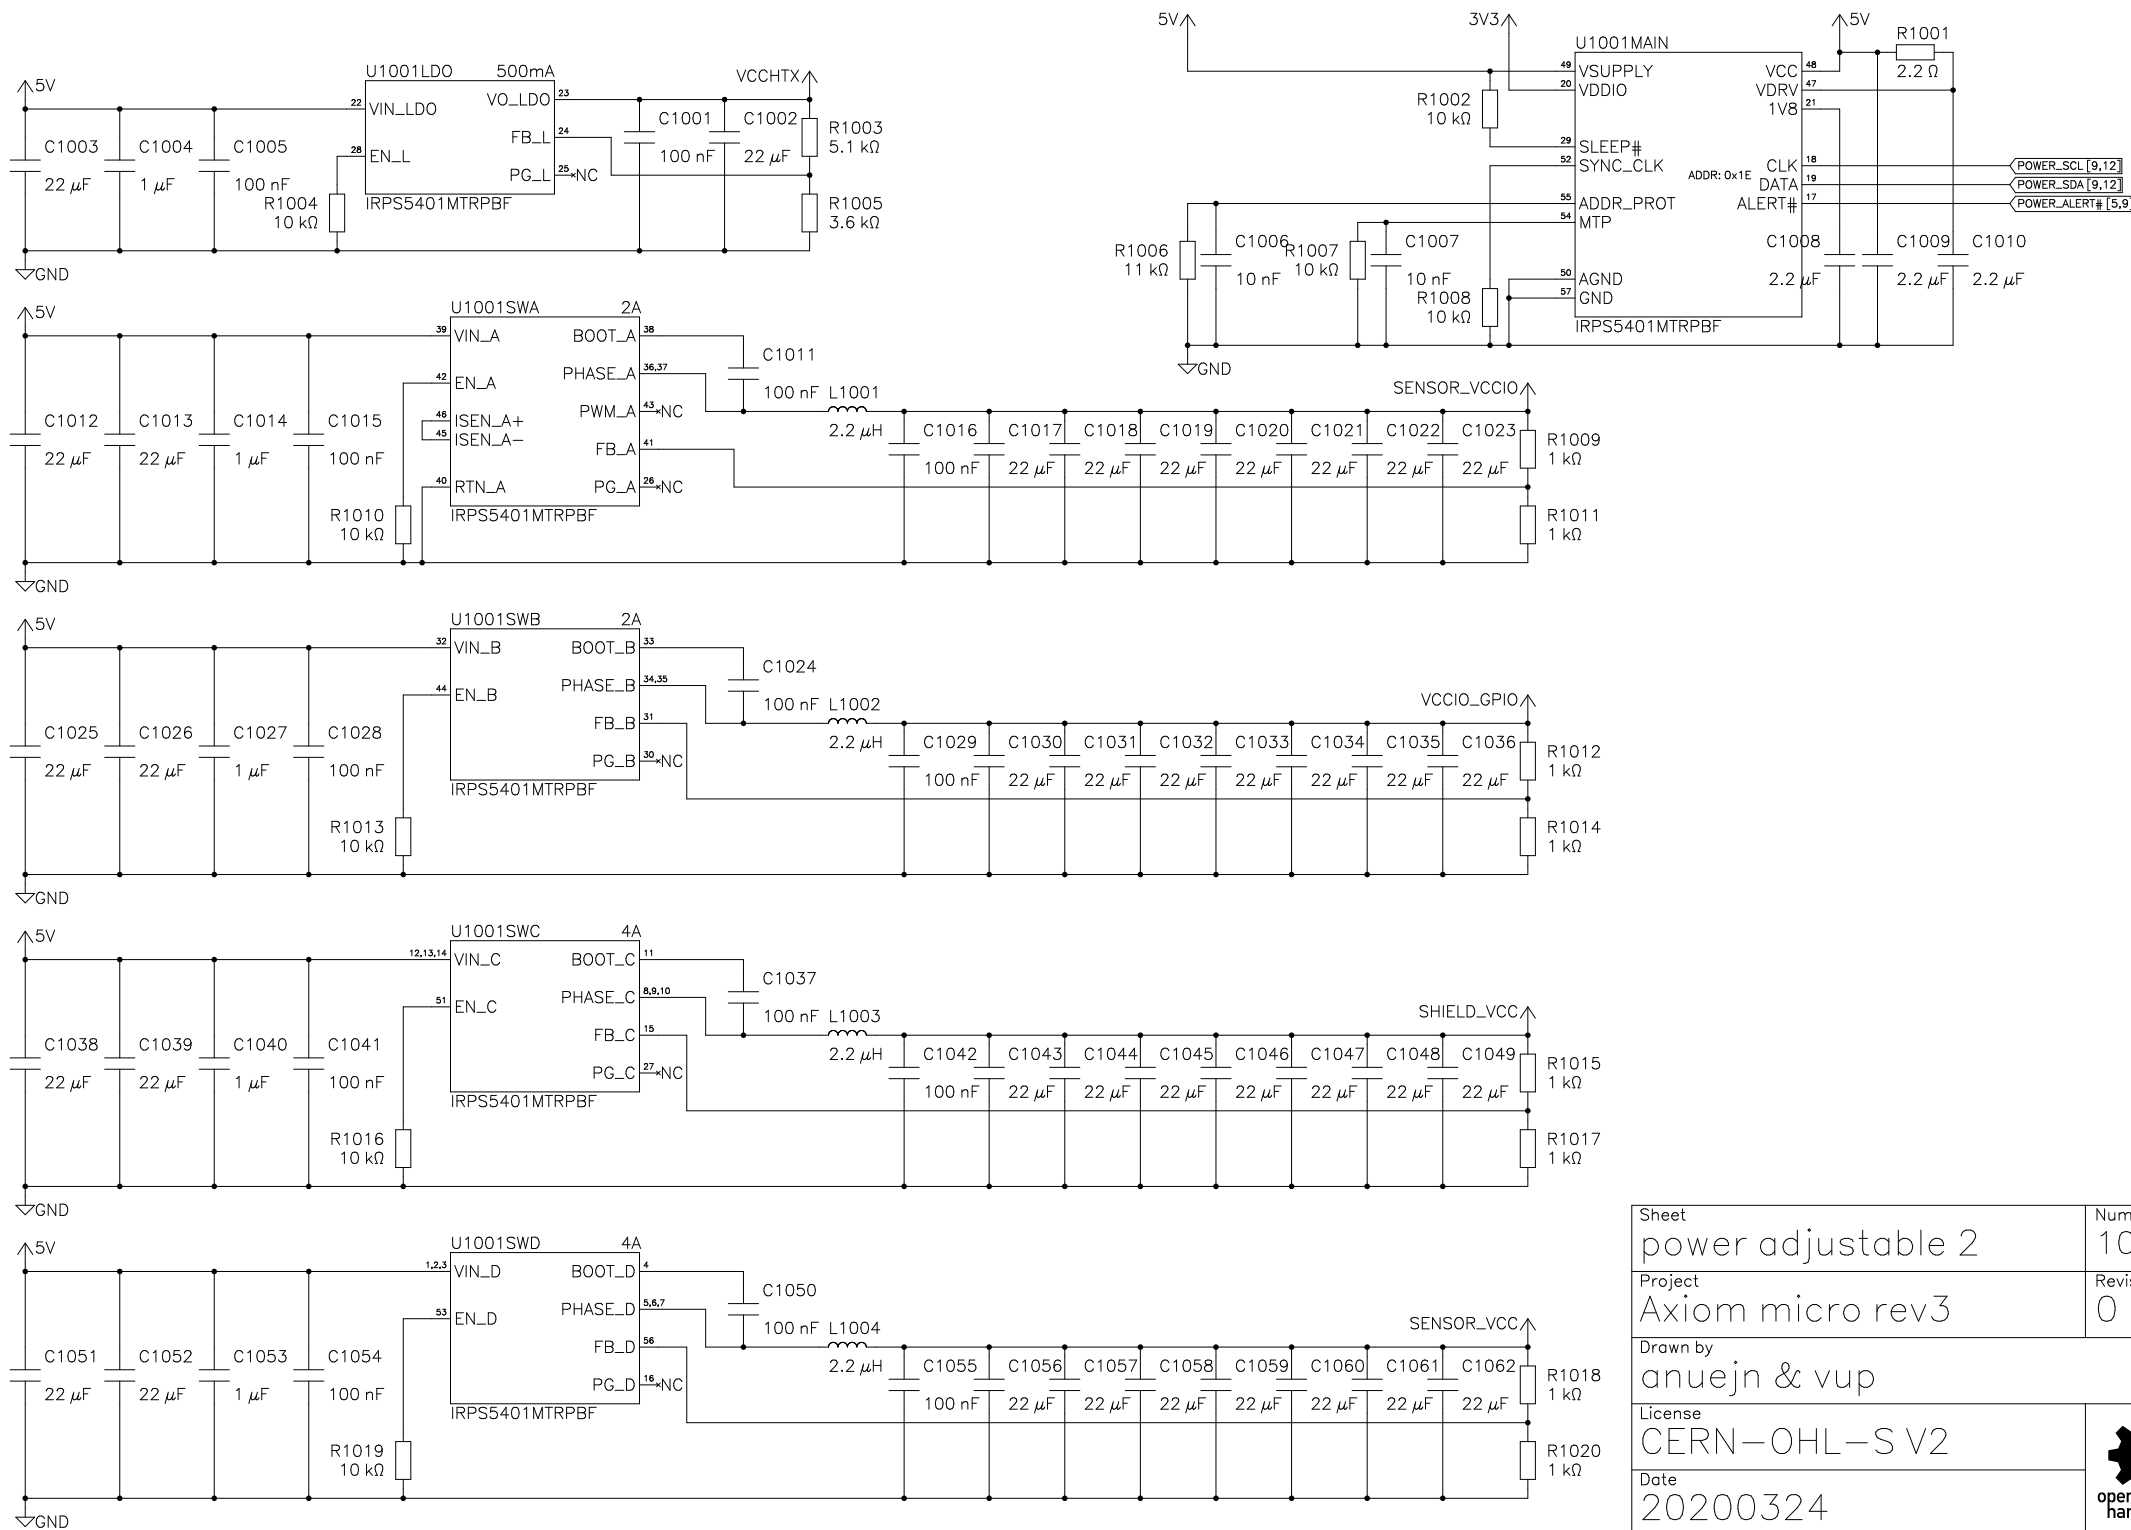 5V
U1001LDO 500mA
VCCHTX
22 VIN_LDO
VO_LDO 23
FB_L 24
28 EN_L
PG_L 25 NC
IRPS5401MTRPBF
C1003 22 µF
C1004 1 µF
C1005 100 nF
R1004 10 kΩ
C1001 100 nF
C1002 22 µF
R1003 5.1 kΩ
R1005 3.6 kΩ
GND
5V
3V3
5V
R1001 2.2 Ω
U1001MAIN
49 VSUPPLY
20 VDDIO
29 SLEEP#
52 SYNC_CLK
55 ADDR_PROT
54 MTP
50 AGND
57 GND
VCC 48
VDRV 47
1V8 21
ADDR: 0x1E
CLK 18
DATA 19
ALERT# 17
POWER_SCL [9,12]
POWER_SDA [9,12]
POWER_ALERT# [5,9]
IRPS5401MTRPBF
R1002 10 kΩ
R1006 11 kΩ
C1006 10 nF
R1007 10 kΩ
C1007 10 nF
R1008 10 kΩ
C1008 2.2 µF
C1009 2.2 µF
C1010 2.2 µF
GND
5V
U1001SWA 2A
39 VIN_A
42 EN_A
46 ISEN_A+
45 ISEN_A−
40 RTN_A
BOOT_A 38
PHASE_A 36,37
PWM_A 43 NC
FB_A 41
PG_A 26 NC
IRPS5401MTRPBF
C1012 22 µF
C1013 22 µF
C1014 1 µF
C1015 100 nF
R1010 10 kΩ
C1011 100 nF
L1001 2.2 µH
SENSOR_VCCIO
C1016 100 nF
C1017 22 µF
C1018 22 µF
C1019 22 µF
C1020 22 µF
C1021 22 µF
C1022 22 µF
C1023 22 µF
R1009 1 kΩ
R1011 1 kΩ
GND
5V
U1001SWB 2A
32 VIN_B
44 EN_B
BOOT_B 33
PHASE_B 34,35
FB_B 31
PG_B 30 NC
IRPS5401MTRPBF
C1025 22 µF
C1026 22 µF
C1027 1 µF
C1028 100 nF
R1013 10 kΩ
C1024 100 nF
L1002 2.2 µH
VCCIO_GPIO
C1029 100 nF
C1030 22 µF
C1031 22 µF
C1032 22 µF
C1033 22 µF
C1034 22 µF
C1035 22 µF
C1036 22 µF
R1012 1 kΩ
R1014 1 kΩ
GND
5V
U1001SWC 4A
12,13,14 VIN_C
51 EN_C
BOOT_C 11
PHASE_C 8,9,10
FB_C 15
PG_C 27 NC
IRPS5401MTRPBF
C1038 22 µF
C1039 22 µF
C1040 1 µF
C1041 100 nF
R1016 10 kΩ
C1037 100 nF
L1003 2.2 µH
SHIELD_VCC
C1042 100 nF
C1043 22 µF
C1044 22 µF
C1045 22 µF
C1046 22 µF
C1047 22 µF
C1048 22 µF
C1049 22 µF
R1015 1 kΩ
R1017 1 kΩ
GND
5V
U1001SWD 4A
1,2,3 VIN_D
53 EN_D
BOOT_D 4
PHASE_D 5,6,7
FB_D 56
PG_D 16 NC
IRPS5401MTRPBF
C1051 22 µF
C1052 22 µF
C1053 1 µF
C1054 100 nF
R1019 10 kΩ
C1050 100 nF
L1004 2.2 µH
SENSOR_VCC
C1055 100 nF
C1056 22 µF
C1057 22 µF
C1058 22 µF
C1059 22 µF
C1060 22 µF
C1061 22 µF
C1062 22 µF
R1018 1 kΩ
R1020 1 kΩ
GND
Sheet
power adjustable 2
Num
10
Project
Axiom micro rev3
Revis
0
Drawn by
anuejn & vup
License
CERN−OHL−S V2
Date
20200324
open
har